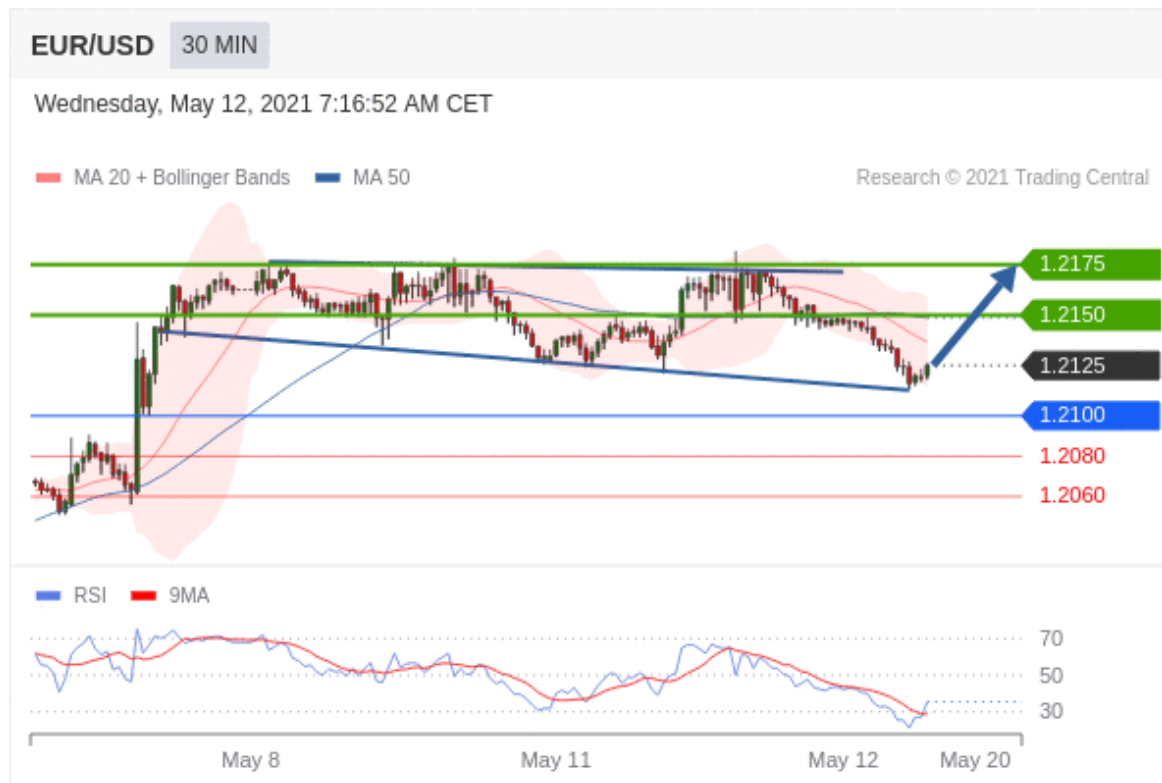 EUR/USD 30 MIN
Wednesday, May 12, 2021 7:16:52 AM CET
MA 20 + Bollinger Bands MA 50 Research © 2021 Trading Central
1.2175
1.2150
1.2125
1.2100
1.2080
1.2060
RSI 9MA
70
50
30
May 8 May 11 May 12 May 20